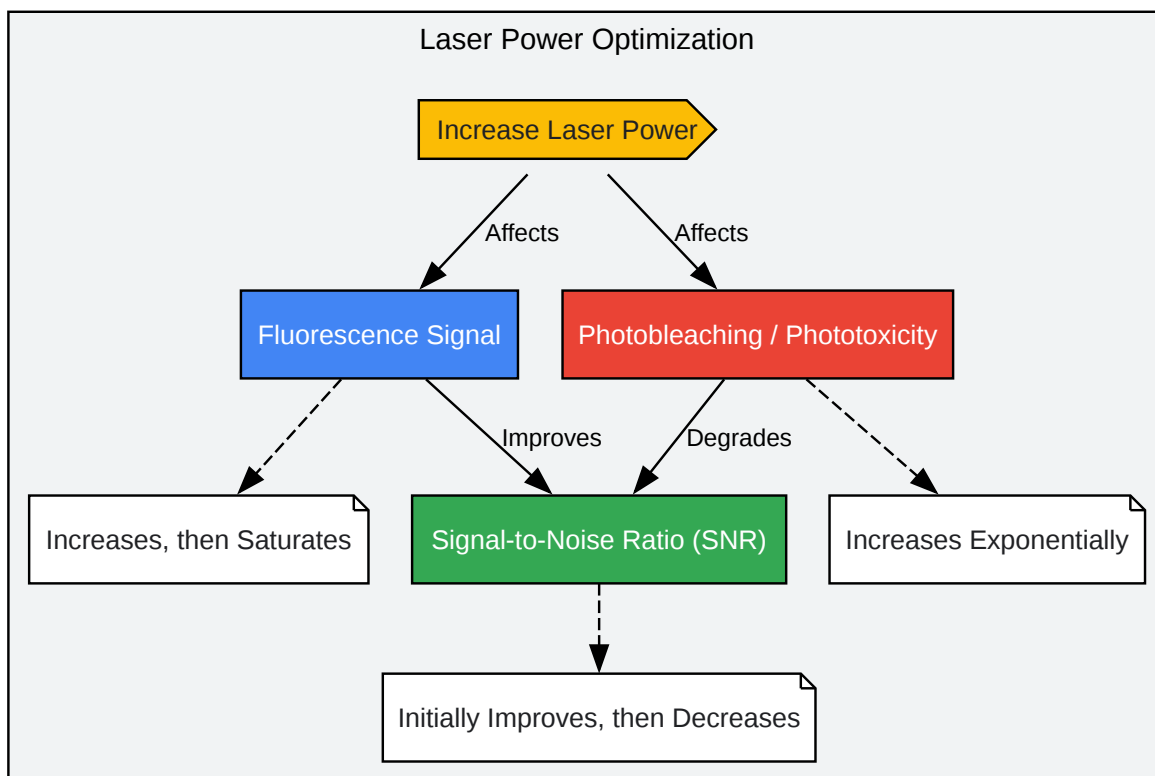 Laser Power Optimization
Increase Laser Power
Affects
Affects
Fluorescence Signal
Photobleaching / Phototoxicity
Improves
Degrades
Increases, then Saturates
Signal-to-Noise Ratio (SNR)
Increases Exponentially
Initially Improves, then Decreases